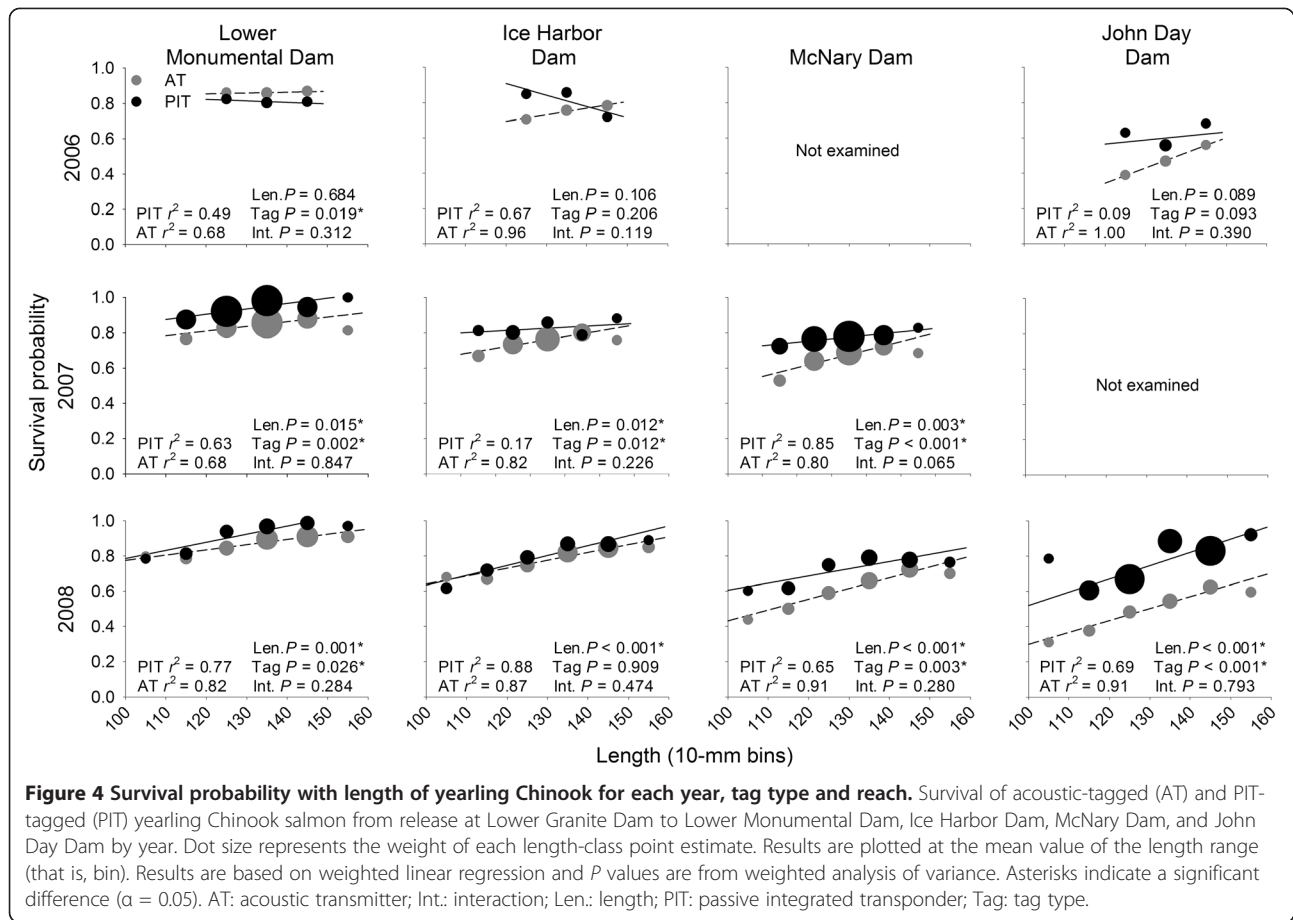 Lower
Monumental Dam
Ice Harbor
Dam
McNary Dam
John Day
Dam
AT
PIT
Survival probability
2006
1.0
0.8
0.6
0.4
0.2
0.0
Len. P = 0.684
PIT r² = 0.49 Tag P = 0.019*
AT r² = 0.68 Int. P = 0.312
Len. P = 0.106
PIT r² = 0.67 Tag P = 0.206
AT r² = 0.96 Int. P = 0.119
Not examined
Len. P = 0.089
PIT r² = 0.09 Tag P = 0.093
AT r² = 1.00 Int. P = 0.390
2007
1.0
0.8
0.6
0.4
0.2
0.0
Len. P = 0.015*
PIT r² = 0.63 Tag P = 0.002*
AT r² = 0.68 Int. P = 0.847
Len. P = 0.012*
PIT r² = 0.17 Tag P = 0.012*
AT r² = 0.82 Int. P = 0.226
Len. P = 0.003*
PIT r² = 0.85 Tag P < 0.001*
AT r² = 0.80 Int. P = 0.065
Not examined
2008
1.0
0.8
0.6
0.4
0.2
0.0
Len. P = 0.001*
PIT r² = 0.77 Tag P = 0.026*
AT r² = 0.82 Int. P = 0.284
Len. P < 0.001*
PIT r² = 0.88 Tag P = 0.909
AT r² = 0.87 Int. P = 0.474
Len. P < 0.001*
PIT r² = 0.65 Tag P = 0.003*
AT r² = 0.91 Int. P = 0.280
Len. P < 0.001*
PIT r² = 0.69 Tag P < 0.001*
AT r² = 0.91 Int. P = 0.793
100 110 120 130 140 150 160
100 110 120 130 140 150 160
100 110 120 130 140 150 160
100 110 120 130 140 150 160
Length (10-mm bins)
Figure 4 Survival probability with length of yearling Chinook for each year, tag type and reach. Survival of acoustic-tagged (AT) and PIT-
tagged (PIT) yearling Chinook salmon from release at Lower Granite Dam to Lower Monumental Dam, Ice Harbor Dam, McNary Dam, and John
Day Dam by year. Dot size represents the weight of each length-class point estimate. Results are plotted at the mean value of the length range
(that is, bin). Results are based on weighted linear regression and P values are from weighted analysis of variance. Asterisks indicate a significant
difference (α = 0.05). AT: acoustic transmitter; Int.: interaction; Len.: length; PIT: passive integrated transponder; Tag: tag type.